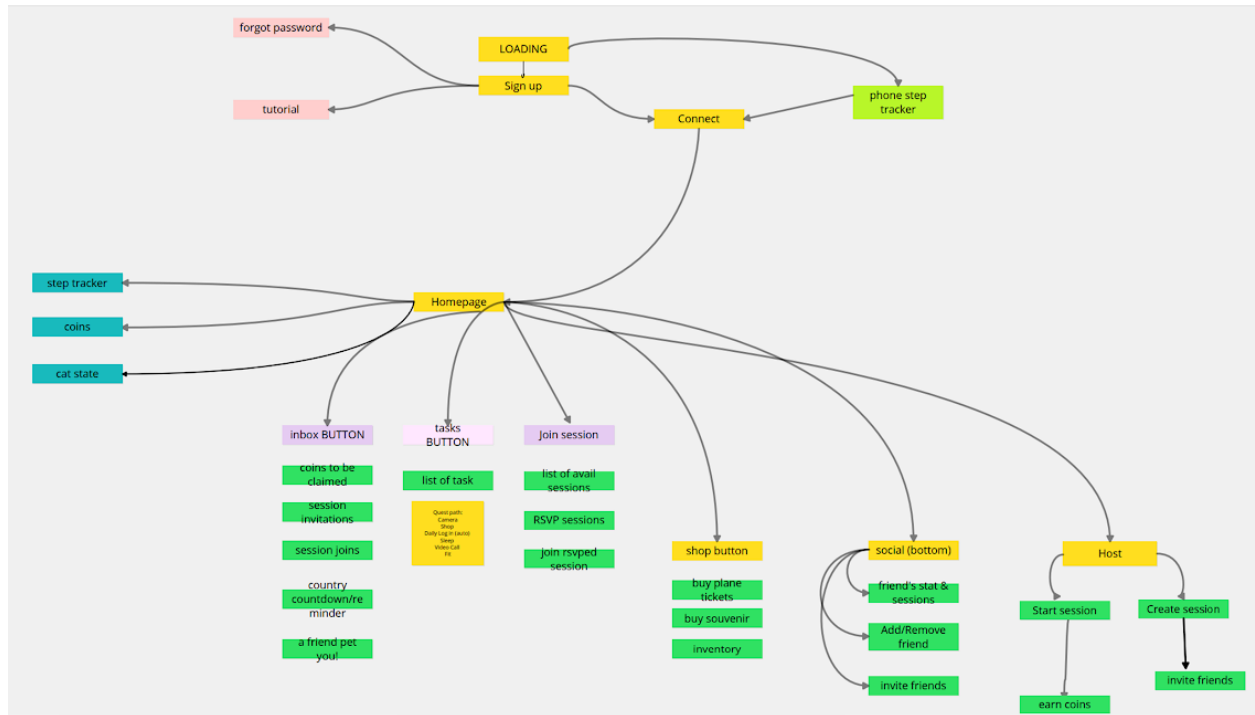 forgot password
LOADING
Sign up
phone step
tracker
tutorial
Connect
step tracker
Homepage
coins
cat state
inbox BUTTON
tasks
BUTTON
Join session
coins to be
claimed
list of task
list of avail
sessions
session
invitations
Quest path:
Camera
Shop
Daily Log in (auto)
Sleep
Video Call
Fit
RSVP sessions
session joins
join rsvped
session
country
countdown/re
minder
a friend pet
you!
shop button
buy plane
tickets
buy souvenir
inventory
social (bottom)
friend's stat &
sessions
Add/Remove
friend
invite friends
Host
Start session
Create session
earn coins
invite friends